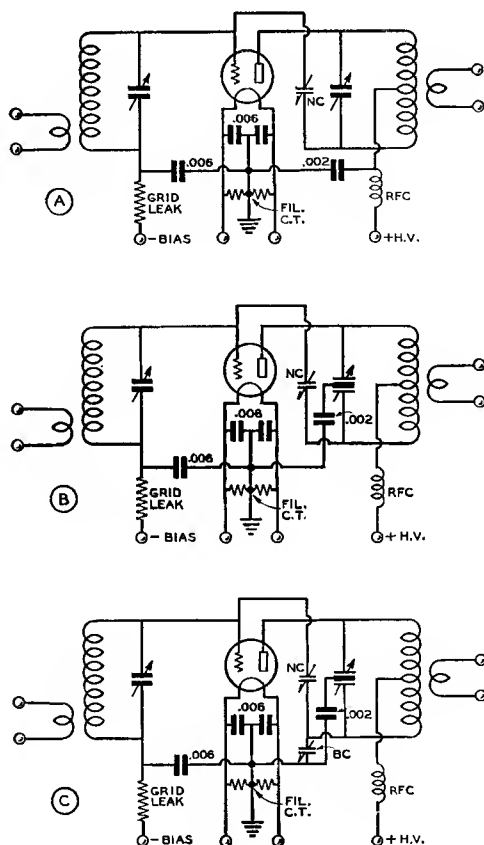 NC
.006
.006
.002
A
GRID
LEAK
FIL.
C.T.
RFC
–BIAS
+H.V.
NC
.008
.002
.006
B
GRID
LEAK
FIL.
C.T.
RFC
–BIAS
+H.V.
NC
.006
.002
.006
BC
C
GRID
LEAK
FIL.
C.T.
RFC
–BIAS
+H.V.